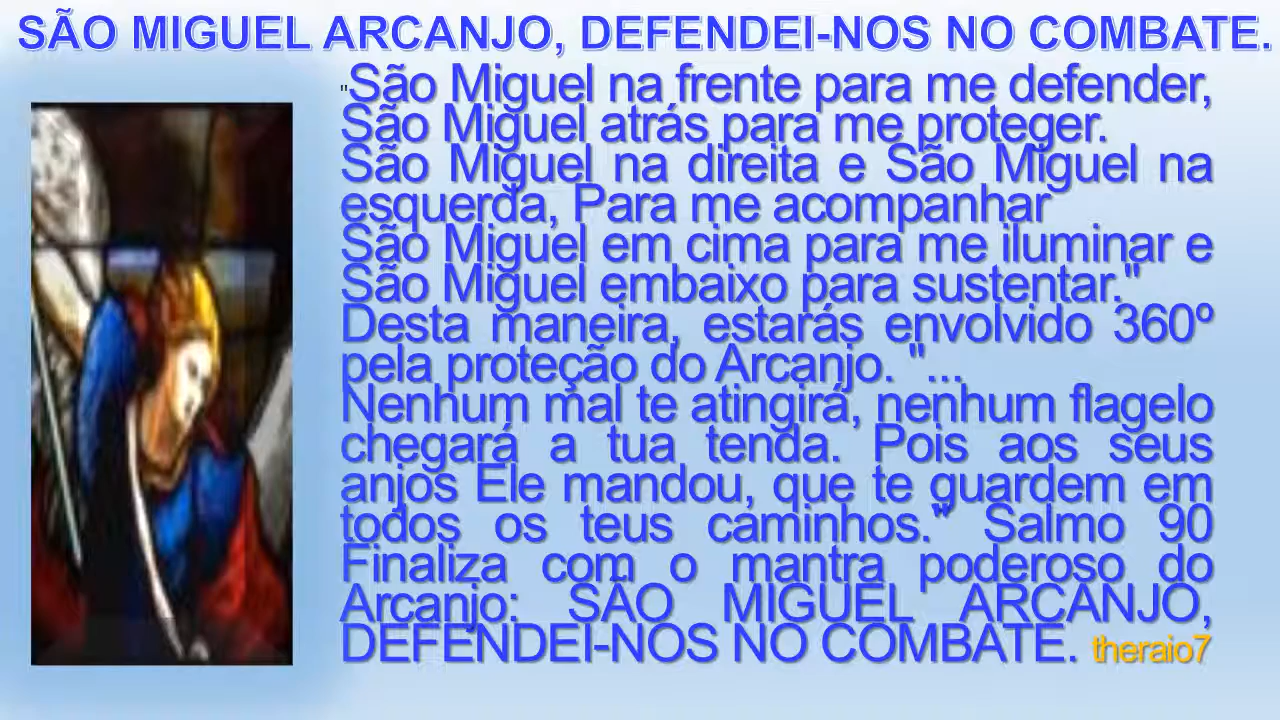 SÃO MIGUEL ARCANJO, DEFENDEI-NOS NO COMBATE.
"São Miguel na frente para me defender,
São Miguel atrás para me proteger.
São Miguel na direita e São Miguel na
esquerda, Para me acompanhar
São Miguel em cima para me iluminar e
São Miguel embaixo para sustentar."
Desta maneira, estarás envolvido 360º
pela proteção do Arcanjo. "...
Nenhum mal te atingirá, nenhum flagelo
chegará a tua tenda. Pois aos seus
anjos Ele mandou, que te guardem em
todos os teus caminhos." Salmo 90
Finaliza com o mantra poderoso do
Arcanjo: SÃO MIGUEL ARCANJO,
DEFENDEI-NOS NO COMBATE. theraio7